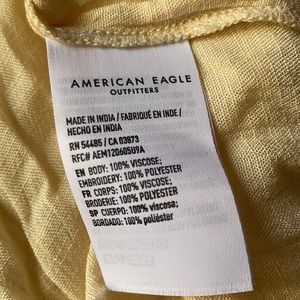 AMERICAN EAGLE
OUTFITTERS
MADE IN INDIA / FABRIQUÉ EN INDE /
HECHO EN INDIA
RN 54485 / CA 03873
RFC# AEM120605U9A
EN BODY: 100% VISCOSE;
EMBROIDERY: 100% POLYESTER
FR CORPS: 100% VISCOSE;
BRODERIE: 100% POLYESTER
SP CUERPO: 100% viscosa;
BORDADO: 100% poliéster